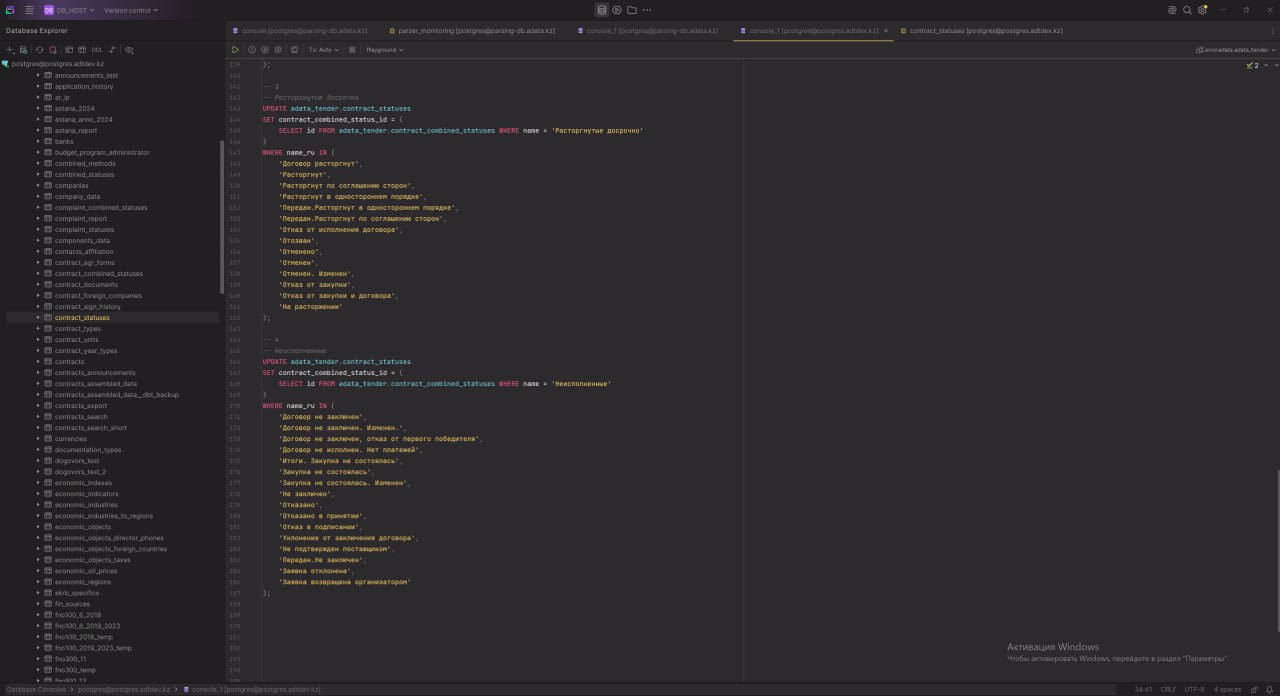 DB DB_HOST Version control
Database Explorer
console [postgres@parsing-db.adata.kz]
parser_monitoring [postgres@parsing-db.adata.kz]
console_1 [postgres@parsing-db.adata.kz]
console_1 [postgres@postgres.adtdev.kz]
contract_statuses [postgres@postgres.adtdev.kz]
DDL
Tx: Auto
Playground
avroradata.adata_tender
2
postgres@postgres.adtdev.kz
announcements_test
application_history
ar_ip
astana_2024
astana_anno_2024
astana_report
banks
budget_program_administrator
combined_methods
combined_statuses
companies
company_data
complaint_combined_statuses
complaint_report
complaint_statuses
components_data
contacts_affiliation
contract_agr_forms
contract_combined_statuses
contract_documents
contract_foreign_companies
contract_sign_history
contract_statuses
contract_types
contract_units
contract_year_types
contracts
contracts_announcements
contracts_assembled_data
contracts_assembled_data__dbt_backup
contracts_export
contracts_search
contracts_search_short
currencies
documentation_types
dogovors_test
dogovors_test_2
economic_indexes
economic_indicators
economic_industries
economic_industries_to_regions
economic_objects
economic_objects_director_phones
economic_objects_foreign_countries
economic_objects_taxes
economic_oil_prices
economic_regions
ekrb_specifics
fin_sources
fno100_6_2018
fno100_6_2019_2023
fno100_2018_temp
fno100_2019_2023_temp
fno300_11
fno300_temp
139 );
140
141 -- 3
142 -- Расторгнутые досрочно
143 UPDATE adata_tender.contract_statuses
144 SET contract_combined_status_id = (
145 SELECT id FROM adata_tender.contract_combined_statuses WHERE name = 'Расторгнутые досрочно'
146 )
147 WHERE name_ru IN (
148 'Договор расторгнут',
149 'Расторгнут',
150 'Расторгнут по соглашению сторон',
151 'Расторгнут в одностороннем порядке',
152 'Передан.Расторгнут в одностороннем порядке',
153 'Передан.Расторгнут по соглашению сторон',
154 'Отказ от исполнения договора',
155 'Отозван',
156 'Отменено',
157 'Отменен',
158 'Отменен. Изменен',
159 'Отказ от закупки',
160 'Отказ от закупки и договора',
161 'На расторжении'
162 );
163
164 -- 4
165 -- Неисполненные
166 UPDATE adata_tender.contract_statuses
167 SET contract_combined_status_id = (
168 SELECT id FROM adata_tender.contract_combined_statuses WHERE name = 'Неисполненные'
169 )
170 WHERE name_ru IN (
171 'Договор не заключен',
172 'Договор не заключен. Изменен.',
173 'Договор не заключен, отказ от первого победителя',
174 'Договор не исполнен. Нет платежей',
175 'Итоги. Закупка не состоялась',
176 'Закупка не состоялась',
177 'Закупка не состоялась. Изменен',
178 'Не заключен',
179 'Отказано',
180 'Отказано в принятии',
181 'Отказ в подписании',
182 'Уклонение от заключения договора',
183 'Не подтвержден поставщиком',
184 'Передан.Не заключен',
185 'Заявка отклонена',
186 'Заявка возвращена организатором'
187 );
188
189
190
191
192
193
194
Активация Windows
Чтобы активировать Windows, перейдите в раздел "Параметры".
Database Consoles postgres@postgres.adtdev.kz console_1 [postgres@postgres.adtdev.kz]
34:41 CRLF UTF-8 4 spaces